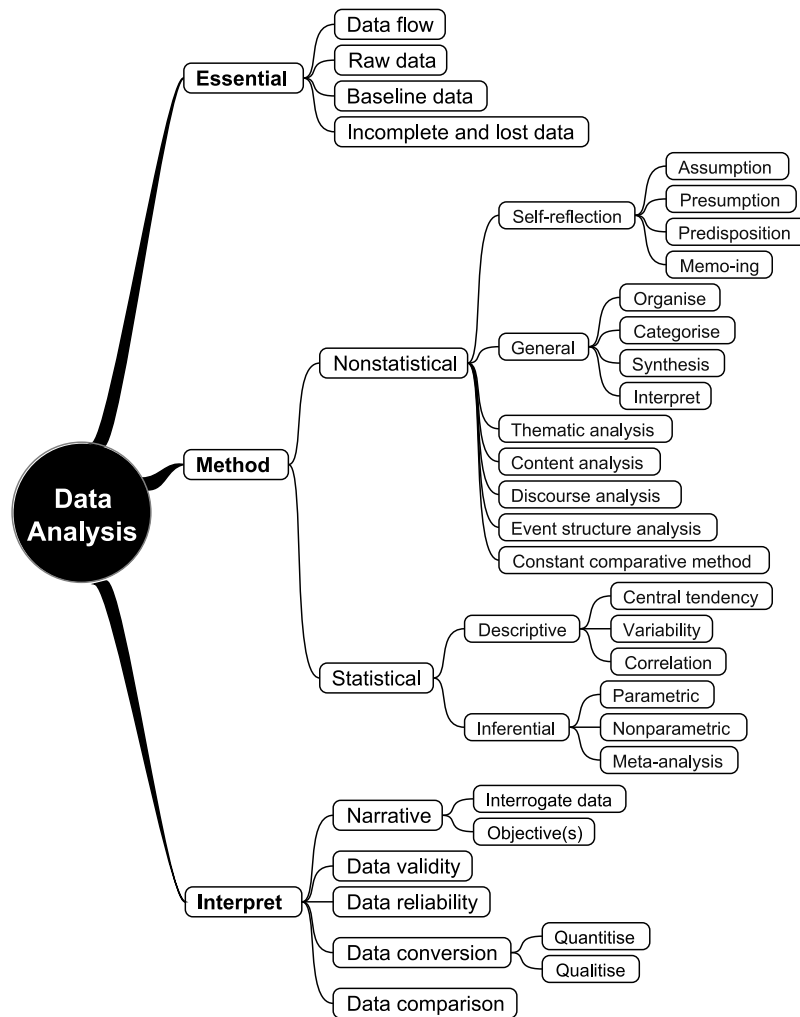 Data flow
Raw data
Essential
Baseline data
Incomplete and lost data
Assumption
Presumption
Self-reflection
Predisposition
Memo-ing
Organise
Categorise
General
Synthesis
Interpret
Nonstatistical
Thematic analysis
Content analysis
Discourse analysis
Event structure analysis
Constant comparative method
Method
Data
Analysis
Central tendency
Descriptive
Variability
Correlation
Statistical
Parametric
Inferential
Nonparametric
Meta-analysis
Interrogate data
Narrative
Objective(s)
Data validity
Interpret
Data reliability
Quantitise
Data conversion
Qualitise
Data comparison